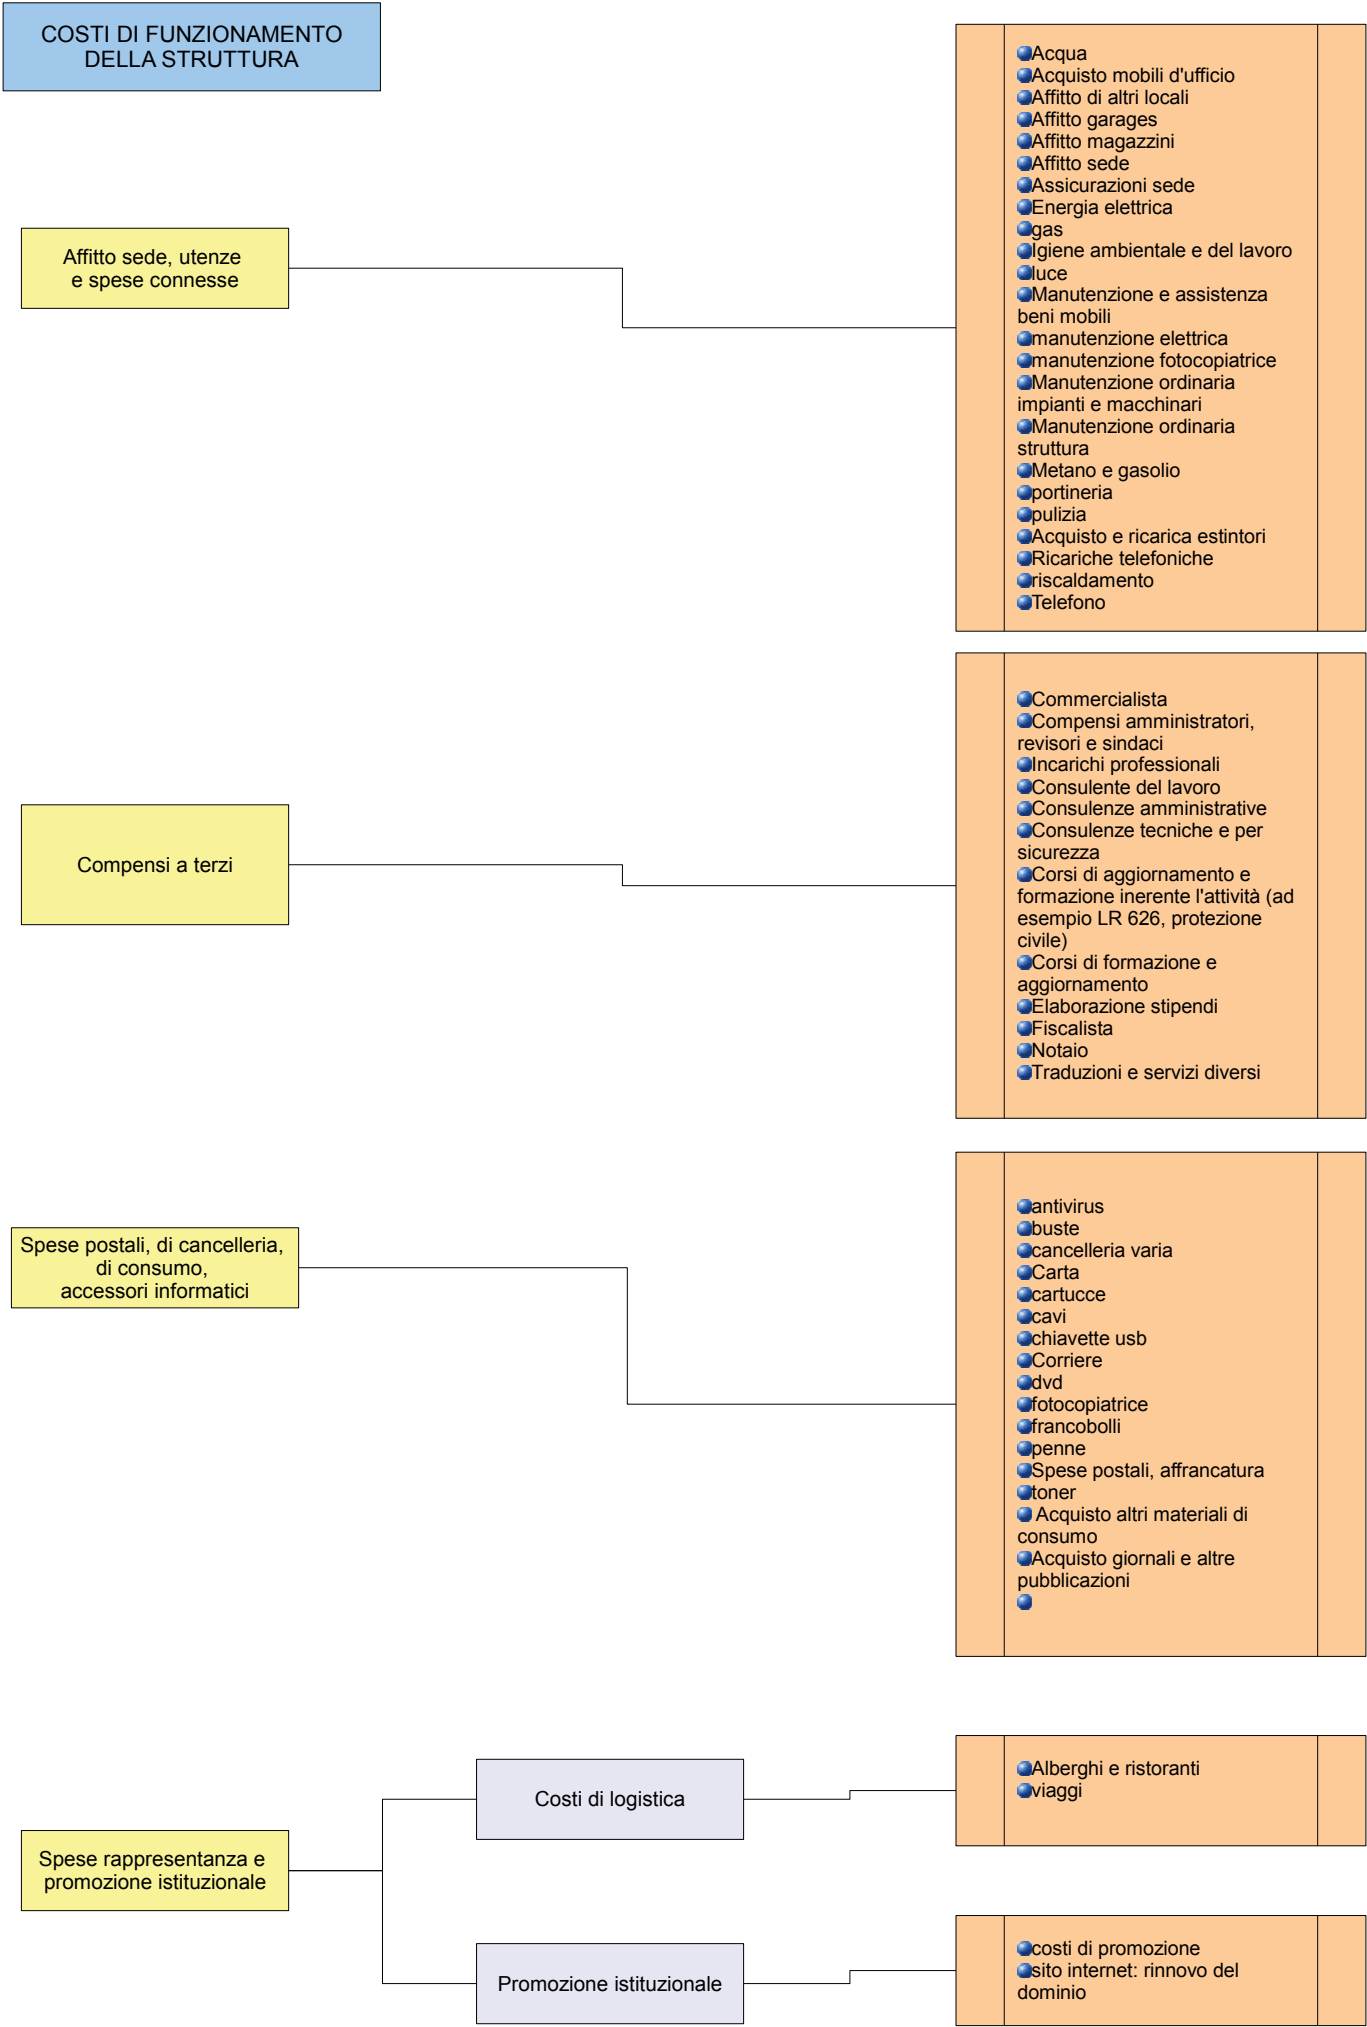 COSTI DI FUNZIONAMENTO
DELLA STRUTTURA
Affitto sede, utenze
e spese connesse
Acqua
Acquisto mobili d'ufficio
Affitto di altri locali
Affitto garages
Affitto magazzini
Affitto sede
Assicurazioni sede
Energia elettrica
gas
Igiene ambientale e del lavoro
luce
Manutenzione e assistenza
beni mobili
manutenzione elettrica
manutenzione fotocopiatrice
Manutenzione ordinaria
impianti e macchinari
Manutenzione ordinaria
struttura
Metano e gasolio
portineria
pulizia
Acquisto e ricarica estintori
Ricariche telefoniche
riscaldamento
Telefono
Compensi a terzi
Commercialista
Compensi amministratori,
revisori e sindaci
Incarichi professionali
Consulente del lavoro
Consulenze amministrative
Consulenze tecniche e per
sicurezza
Corsi di aggiornamento e
formazione inerente l'attività (ad
esempio LR 626, protezione
civile)
Corsi di formazione e
aggiornamento
Elaborazione stipendi
Fiscalista
Notaio
Traduzioni e servizi diversi
Spese postali, di cancelleria,
di consumo,
accessori informatici
antivirus
buste
cancelleria varia
Carta
cartucce
cavi
chiavette usb
Corriere
dvd
fotocopiatrice
francobolli
penne
Spese postali, affrancatura
toner
Acquisto altri materiali di
consumo
Acquisto giornali e altre
pubblicazioni
Spese rappresentanza e
promozione istituzionale
Costi di logistica
Alberghi e ristoranti
viaggi
Promozione istituzionale
costi di promozione
sito internet: rinnovo del
dominio